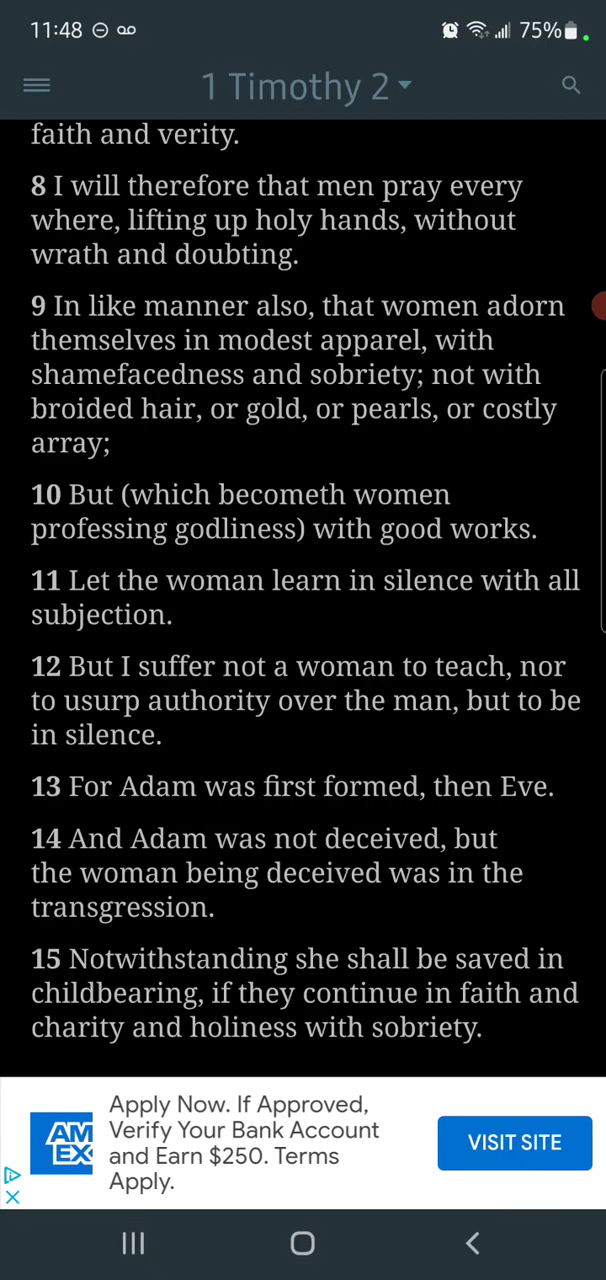 11:48
75%
1 Timothy 2
faith and verity.
8 I will therefore that men pray every
where, lifting up holy hands, without
wrath and doubting.
9 In like manner also, that women adorn
themselves in modest apparel, with
shamefacedness and sobriety; not with
broided hair, or gold, or pearls, or costly
array;
10 But (which becometh women
professing godliness) with good works.
11 Let the woman learn in silence with all
subjection.
12 But I suffer not a woman to teach, nor
to usurp authority over the man, but to be
in silence.
13 For Adam was first formed, then Eve.
14 And Adam was not deceived, but
the woman being deceived was in the
transgression.
15 Notwithstanding she shall be saved in
childbearing, if they continue in faith and
charity and holiness with sobriety.
AM
EX
Apply Now. If Approved,
Verify Your Bank Account
and Earn $250. Terms
Apply.
VISIT SITE